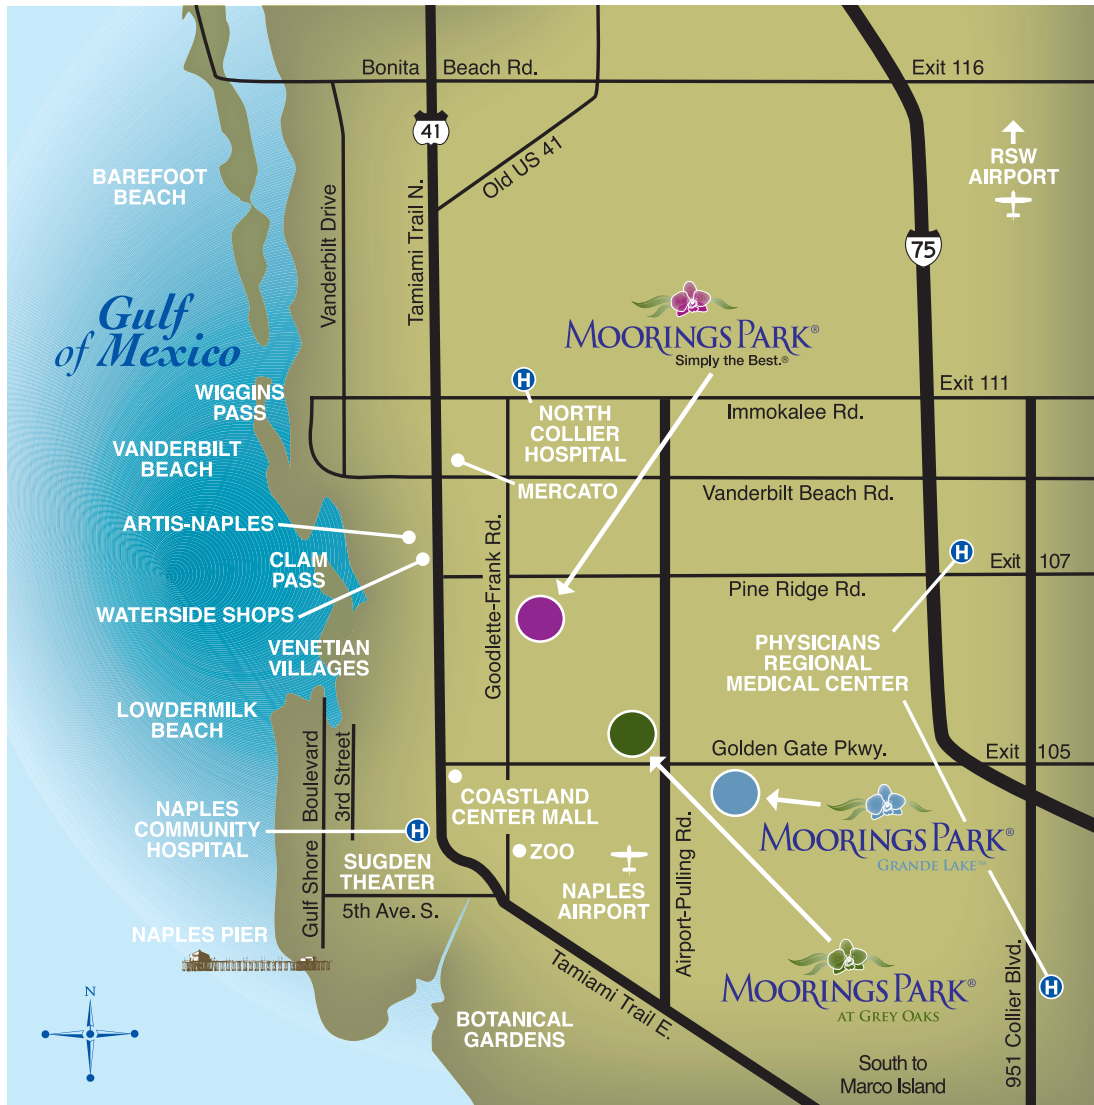 Bonita Beach Rd.
Exit 116
41
Old US 41
RSW
AIRPORT
BAREFOOT
BEACH
Vanderbilt Drive
Tamiami Trail N.
75
Gulf
of Mexico
MOORINGS PARK®
Simply the Best.®
WIGGINS
PASS
H
Exit 111
NORTH
COLLIER
HOSPITAL
Immokalee Rd.
VANDERBILT
BEACH
MERCATO
Vanderbilt Beach Rd.
ARTIS-NAPLES
Goodlette-Frank Rd.
CLAM
PASS
H
Exit 107
Pine Ridge Rd.
WATERSIDE SHOPS
VENETIAN
VILLAGES
PHYSICIANS
REGIONAL
MEDICAL CENTER
LOWDERMILK
BEACH
Gulf Shore Boulevard
3rd Street
Golden Gate Pkwy.
Exit 105
COASTLAND
CENTER MALL
NAPLES
COMMUNITY
HOSPITAL
H
MOORINGS PARK®
GRANDE LAKE™
ZOO
SUGDEN
THEATER
NAPLES
AIRPORT
Airport-Pulling Rd.
5th Ave. S.
NAPLES PIER
Tamiami Trail E.
MOORINGS PARK®
AT GREY OAKS
H
951 Collier Blvd.
N
BOTANICAL
GARDENS
South to
Marco Island